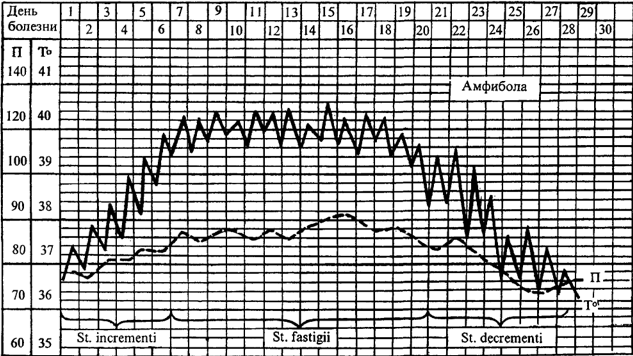 День 1 3 5 7 9 11 13 15 17 19 21 23 25 27 29
болезни 2 4 6 8 10 12 14 16 18 20 22 24 26 28 30
П Т°
140 41
Амфибола
120 40
100 39
90 38
80 37
П
70 36
Т°
St. incrementi St. fastigii St. decrementi
60 35